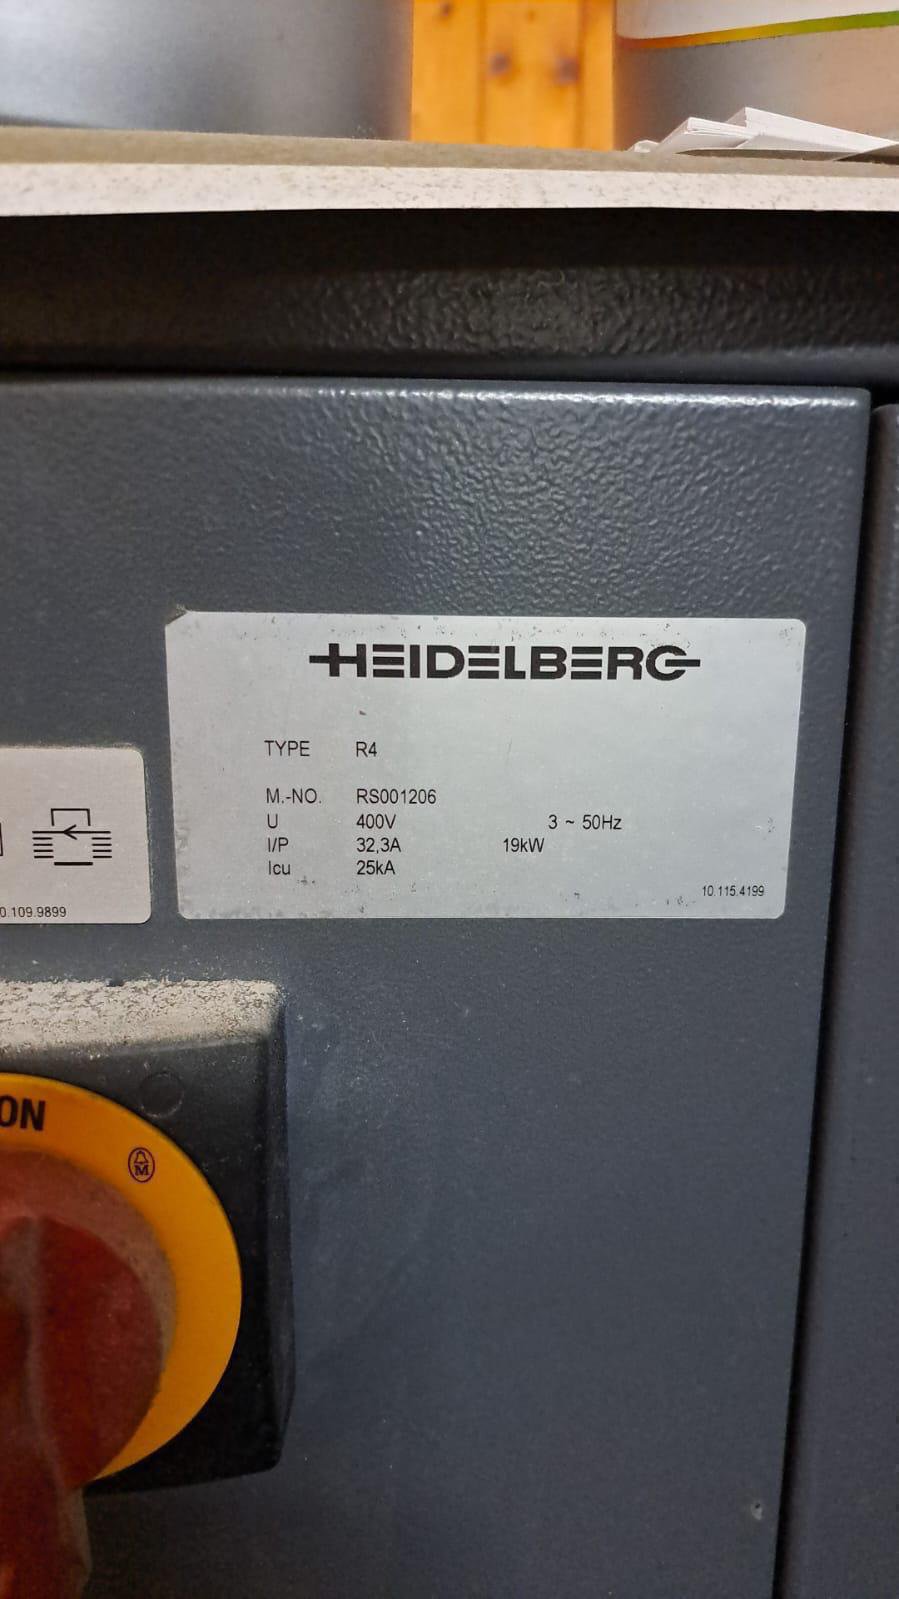 HEIDELBERG
TYPE R4
M.-NO. RS001206
U 400V 3 ~ 50Hz
I/P 32,3A 19kW
Icu 25kA
10.115.4199
0.109.9899
ON
M